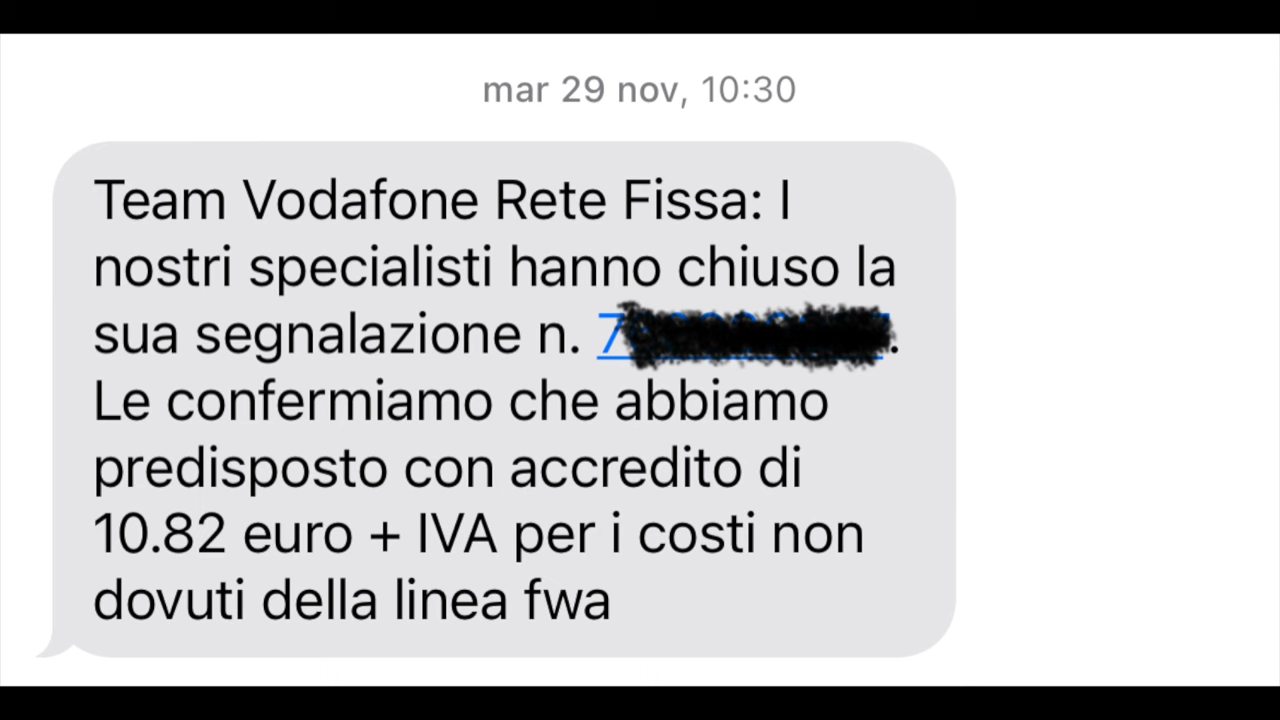 mar 29 nov, 10:30
Team Vodafone Rete Fissa: I
nostri specialisti hanno chiuso la
sua segnalazione n. 7
Le confermiamo che abbiamo
predisposto con accredito di
10.82 euro + IVA per i costi non
dovuti della linea fwa